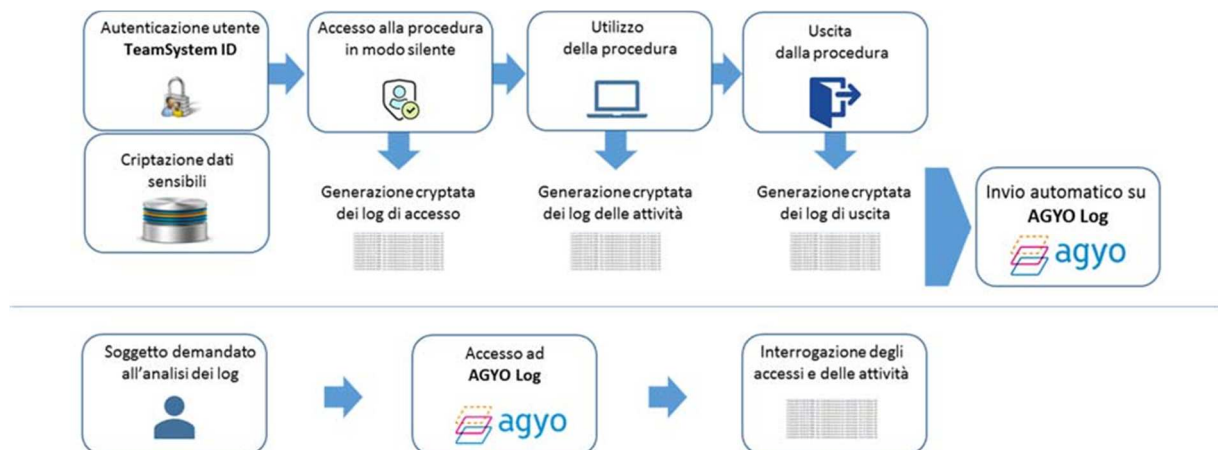 Autenticazione utente
TeamSystem ID
Accesso alla procedura
in modo silente
Utilizzo
della procedura
Uscita
dalla procedura
Criptazione dati
sensibili
Generazione cryptata
dei log di accesso
Generazione cryptata
dei log delle attività
Generazione cryptata
dei log di uscita
Invio automatico su
AGYO Log
agyo
Soggetto demandato
all'analisi dei log
Accesso ad
AGYO Log
agyo
Interrogazione degli
accessi e delle attività